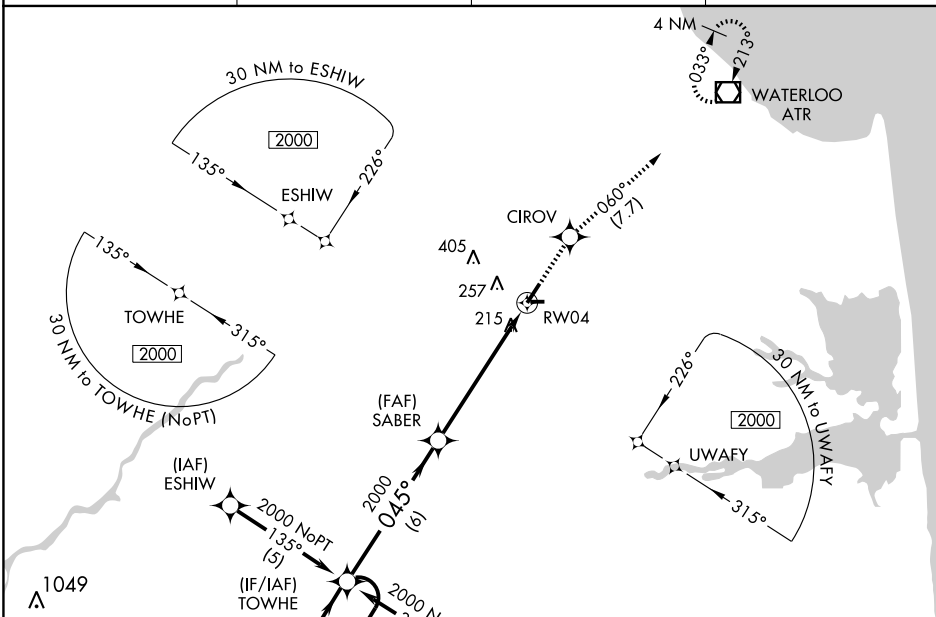 4 NM
033°
213°
WATERLOO
ATR
30 NM to ESHIW
2000
135°
226°
ESHIW
CIROV
060°
(7.7)
405
257
215
RW04
135°
TOWHE
315°
2000
30 NM to TOWHE (NoPT)
226°
30 NM to UWAFY
2000
UWAFY
315°
(FAF)
SABER
2000
045°
(6)
(IAF)
ESHIW
2000 NoPT
135°
(5)
(IF/IAF)
TOWHE
2000 N
1049